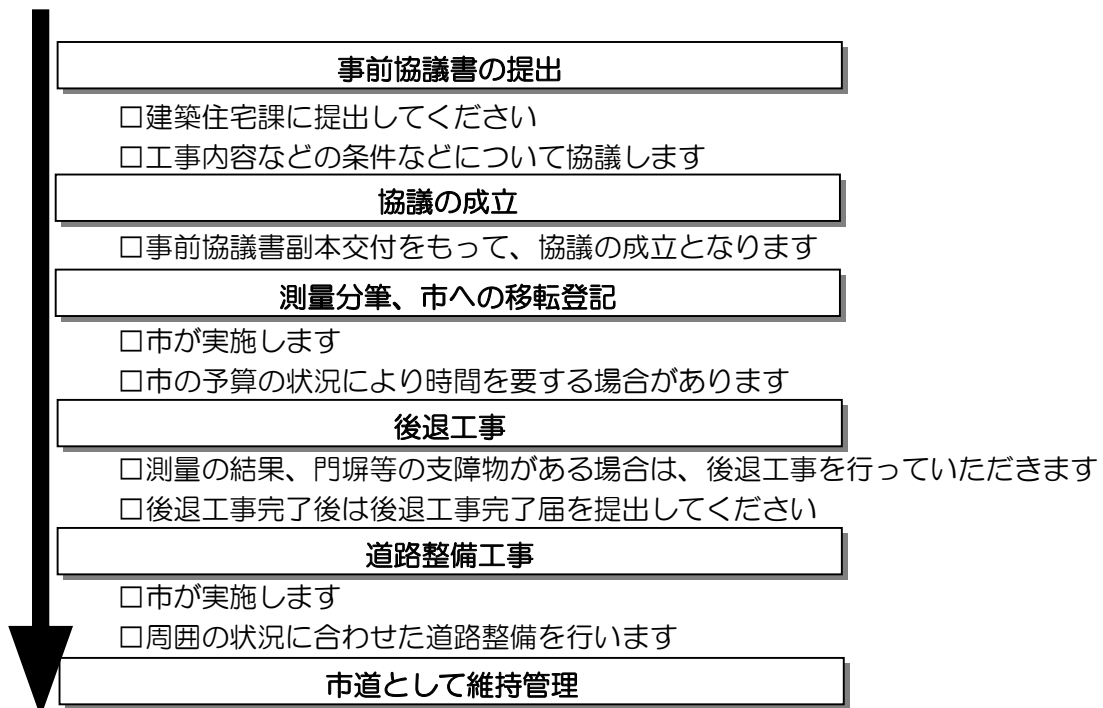 事前協議書の提出
□建築住宅課に提出してください
□工事内容などの条件などについて協議します
協議の成立
□事前協議書副本交付をもって、協議の成立となります
測量分筆、市への移転登記
□市が実施します
□市の予算の状況により時間を要する場合があります
後退工事
□測量の結果、門塀等の支障物がある場合は、後退工事を行っていただきます
□後退工事完了後は後退工事完了届を提出してください
道路整備工事
□市が実施します
□周囲の状況に合わせた道路整備を行います
市道として維持管理